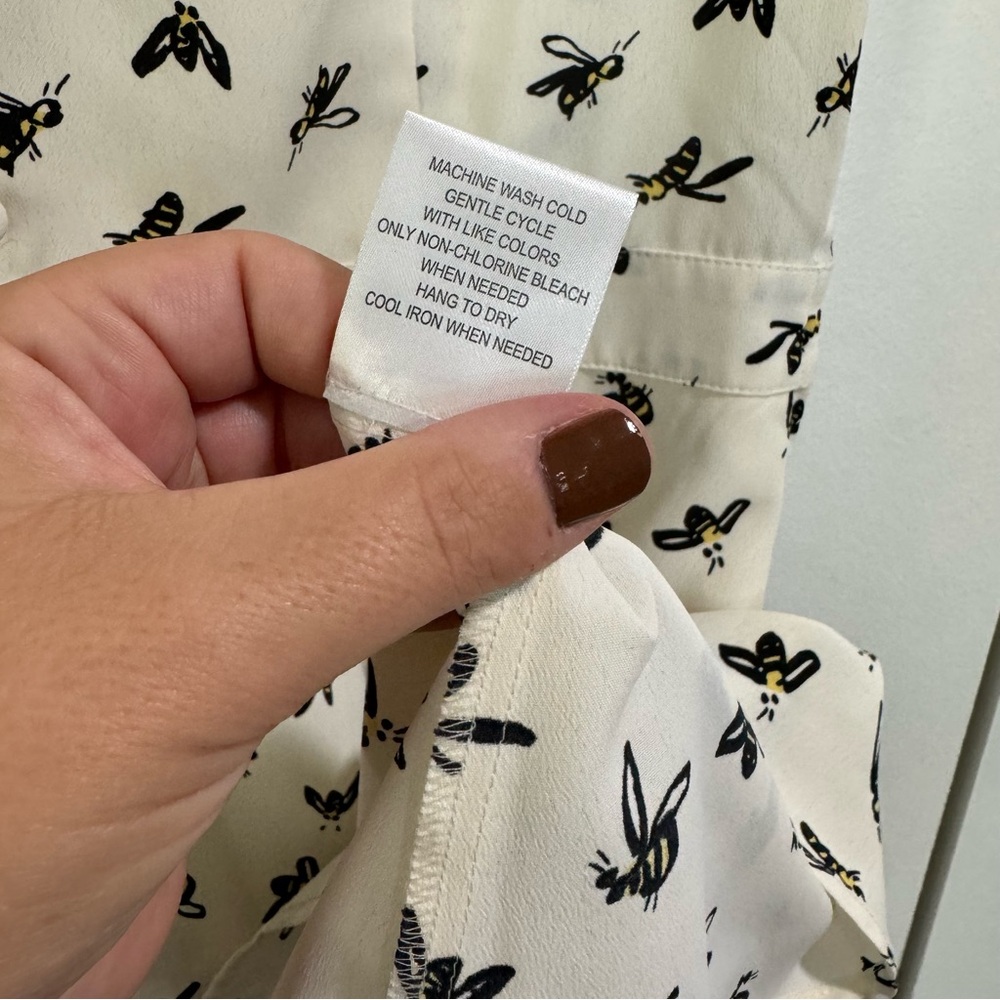 MACHINE WASH COLD
GENTLE CYCLE
WITH LIKE COLORS
ONLY NON-CHLORINE BLEACH
WHEN NEEDED
HANG TO DRY
COOL IRON WHEN NEEDED